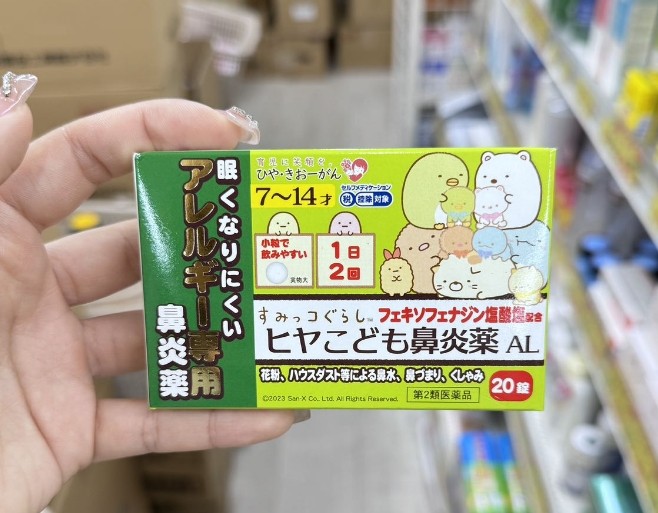 眠くなりにくい
アレルギー専用
鼻炎薬
育児に笑顔を。
ひや・きおーがん
7～14才
セルフメディケーション
税 控除 対象
小粒で
飲みやすい
実物大
1日
2回
すみっコぐらし™
フェキソフェナジン塩酸塩配合
ヒヤこども鼻炎薬 AL
花粉、ハウスダスト等による鼻水、鼻づまり、くしゃみ
20錠
©2023 San-X Co., Ltd. All Rights Reserved.
第2類医薬品